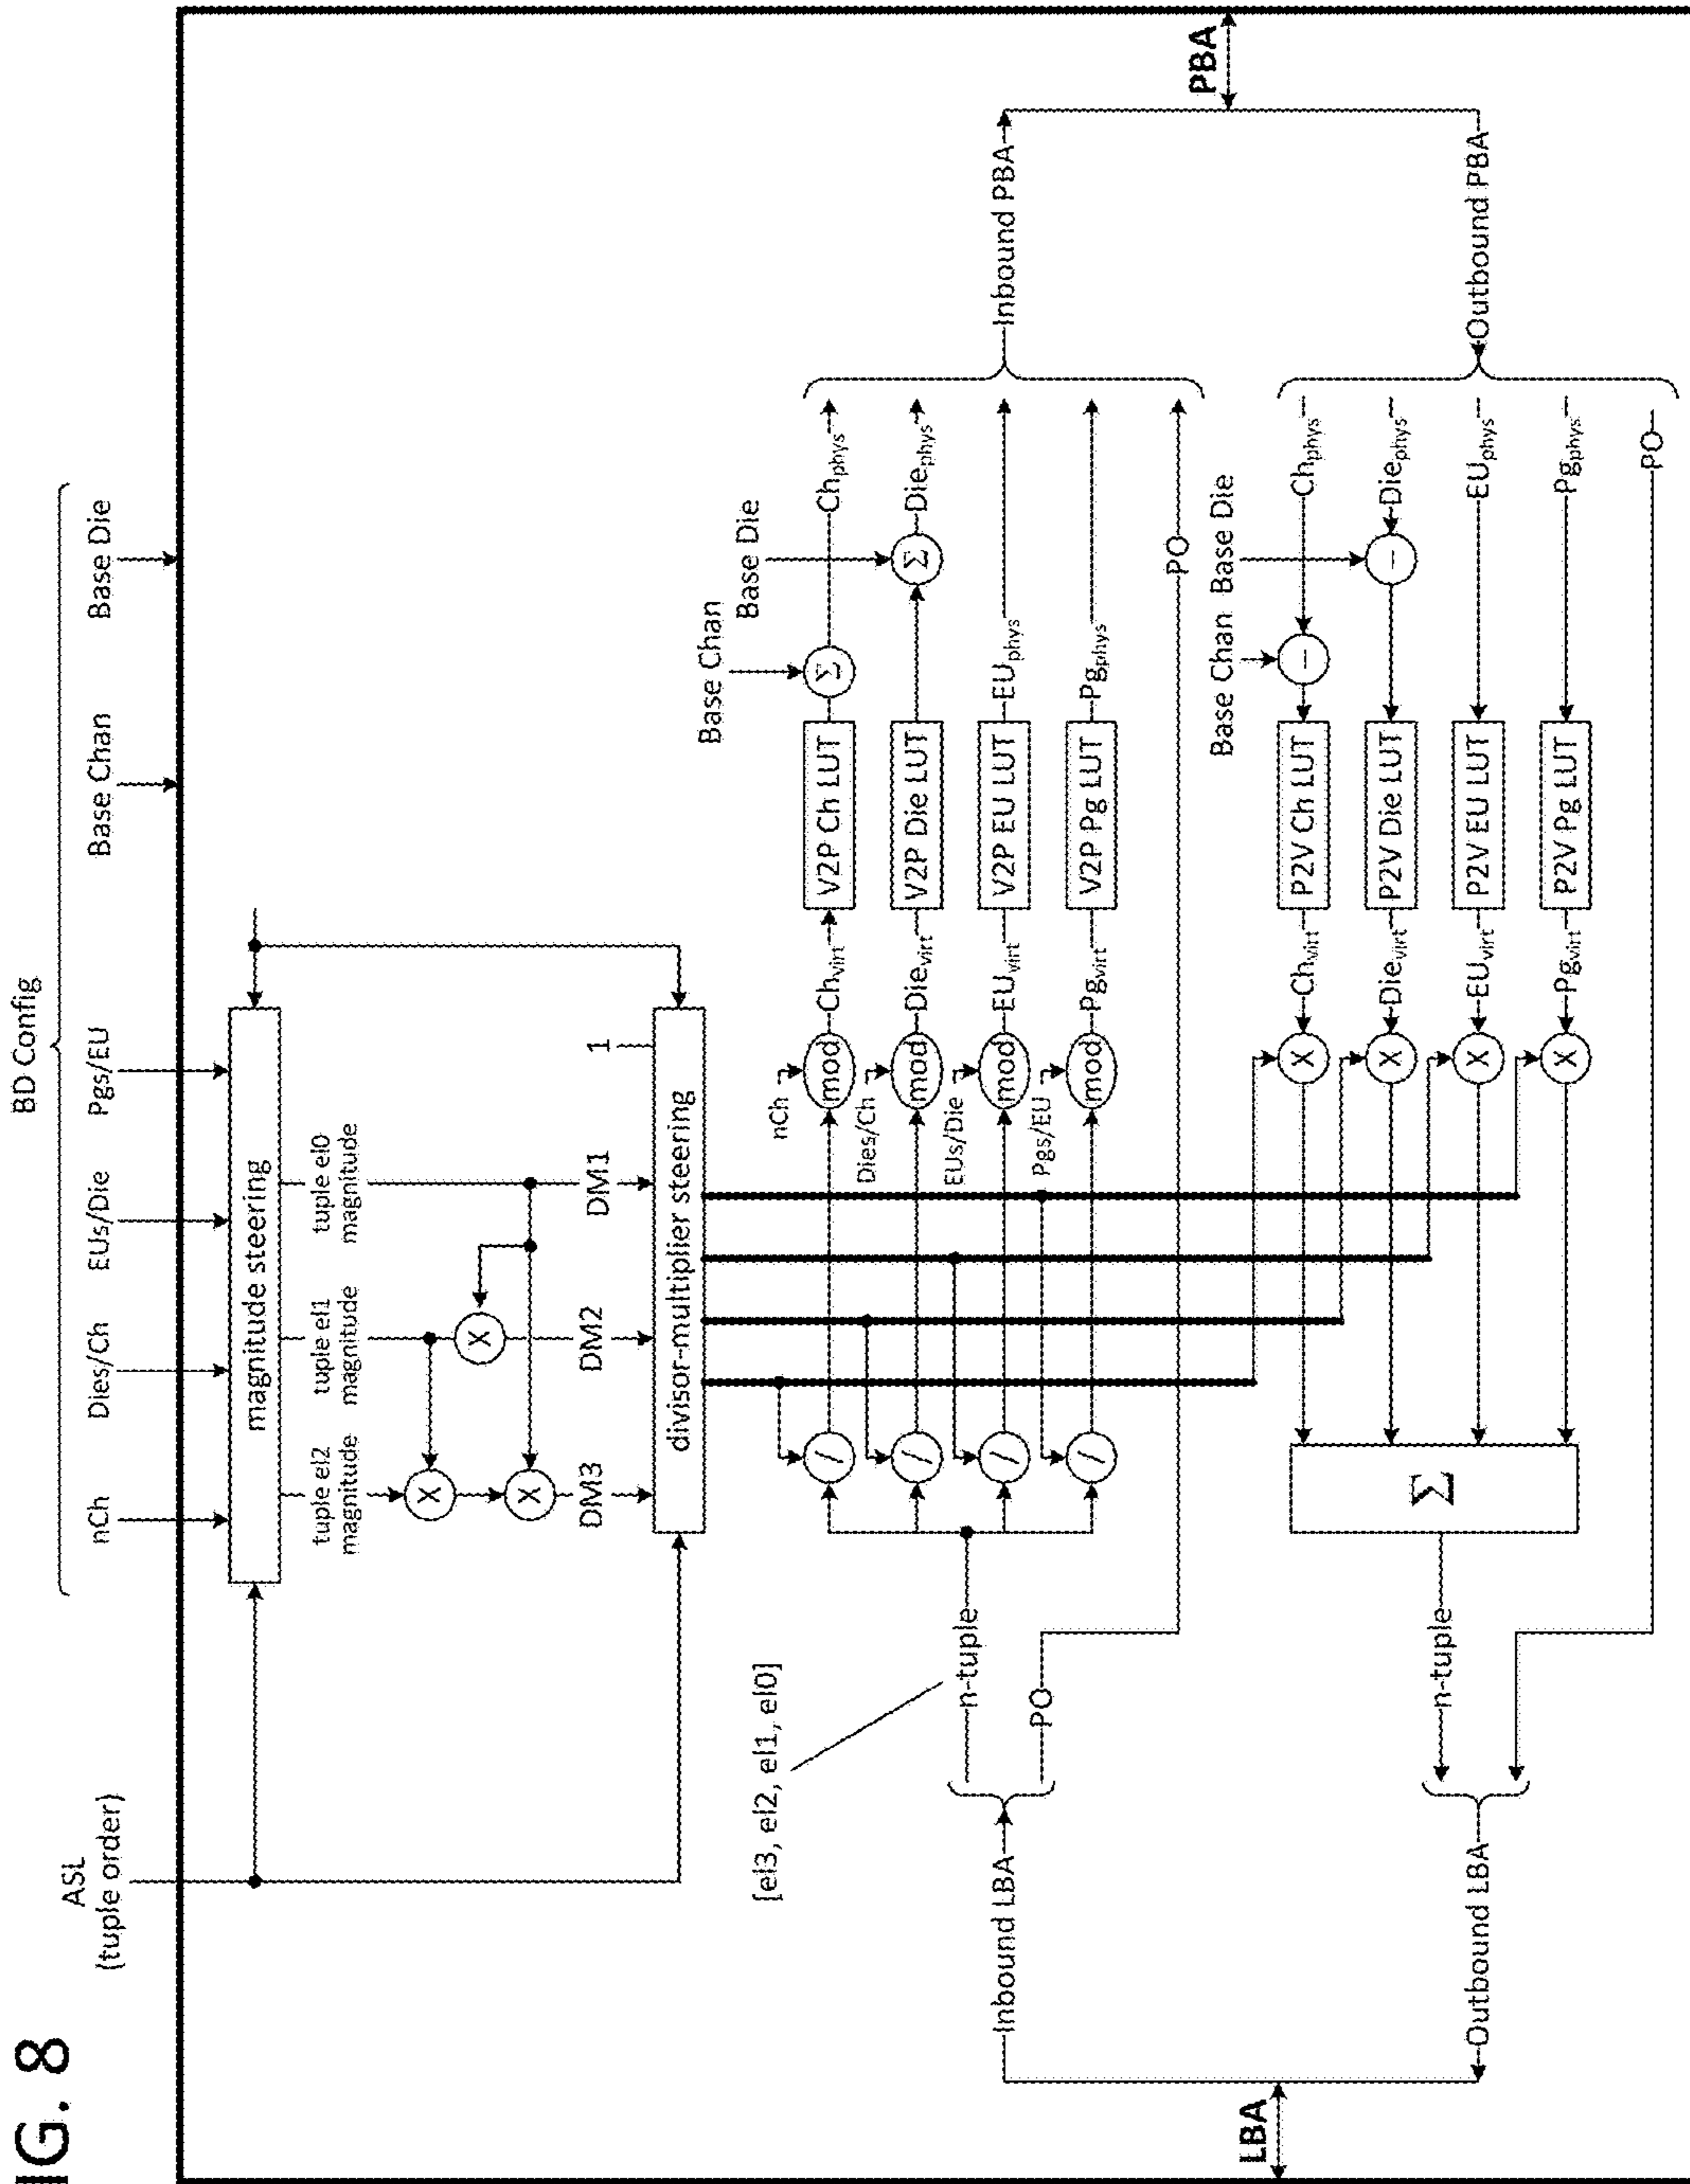 IG. 8
BD Config
ASL
(tuple order)
nCh
Dies/Ch
EUs/Die
Pgs/EU
Base Chan
Base Die
magnitude steering
tuple el2
magnitude
tuple el1
magnitude
tuple el0
magnitude
X
X
X
DM3
DM2
DM1
1
divisor-multiplier steering
[el3, el2, el1, el0]
LBA
Inbound LBA
n-tuple
PO
/
/
/
/
nCh
mod
Dies/Ch
mod
EUs/Die
mod
Pgs/EU
mod
Chvirt
Dievirt
EUvirt
Pgvirt
V2P Ch LUT
V2P Die LUT
V2P EU LUT
V2P Pg LUT
Base Chan
Base Die
Σ
Σ
Chphys
Diephys
EUphys
Pgphys
PO
Inbound PBA
PBA
Outbound LBA
n-tuple
Σ
X
X
X
X
Chvirt
Dievirt
EUvirt
Pgvirt
P2V Ch LUT
P2V Die LUT
P2V EU LUT
P2V Pg LUT
Base Chan
Base Die
−
−
Chphys
Diephys
EUphys
Pgphys
PO
Outbound PBA